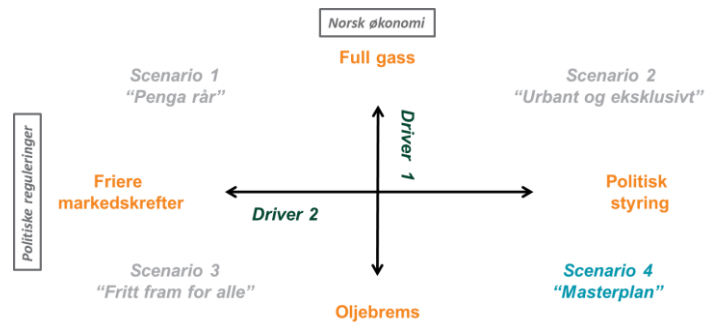 Norsk økonomi
Full gass
Scenario 1
“Penga rår”
Scenario 2
“Urbant og eksklusivt”
Driver 1
Politiske reguleringer
Friere
markedskrefter
Politisk
styring
Driver 2
Scenario 3
“Fritt fram for alle”
Scenario 4
“Masterplan”
Oljebrems